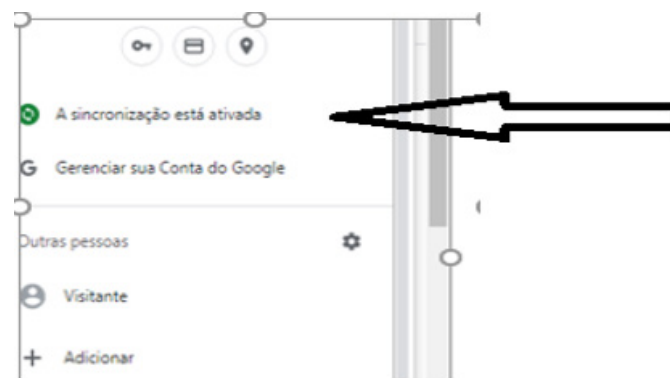 A sincronização está ativada
G Gerenciar sua Conta do Google
Outras pessoas
Visitante
Adicionar